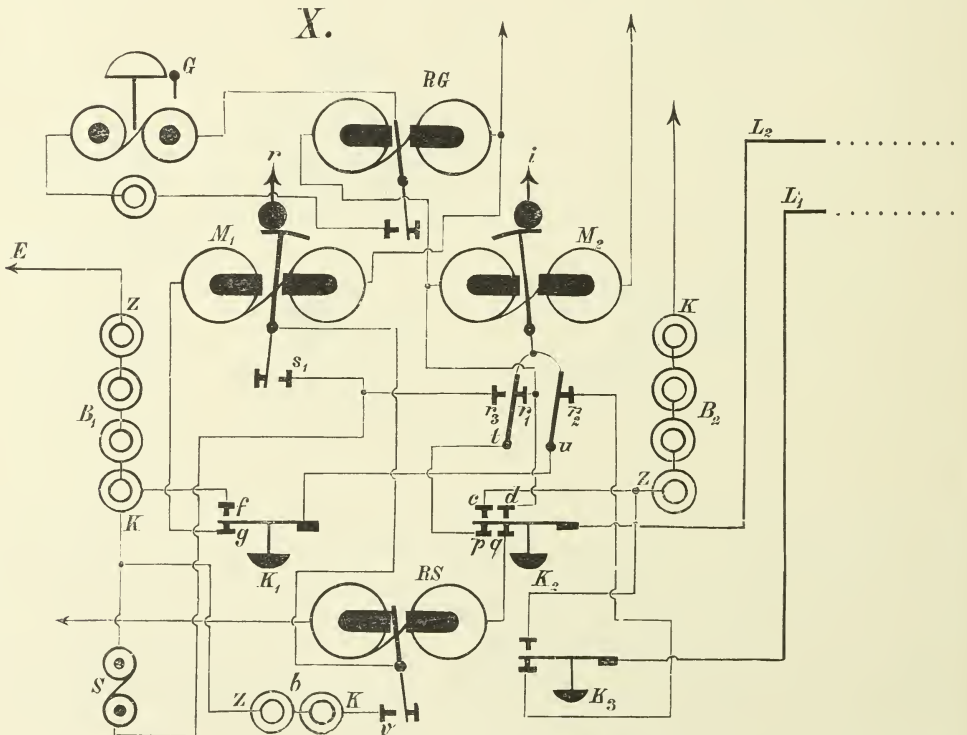 X.
G
RG
L₂
r
i
L₁
M₁
M₂
E
Z
K
s₁
B₁
r₃
r₁
r₂
B₂
t
u
Z
c
d
f
K
g
p
q
K₁
K₂
RS
S
b
Z
K
v
K₃